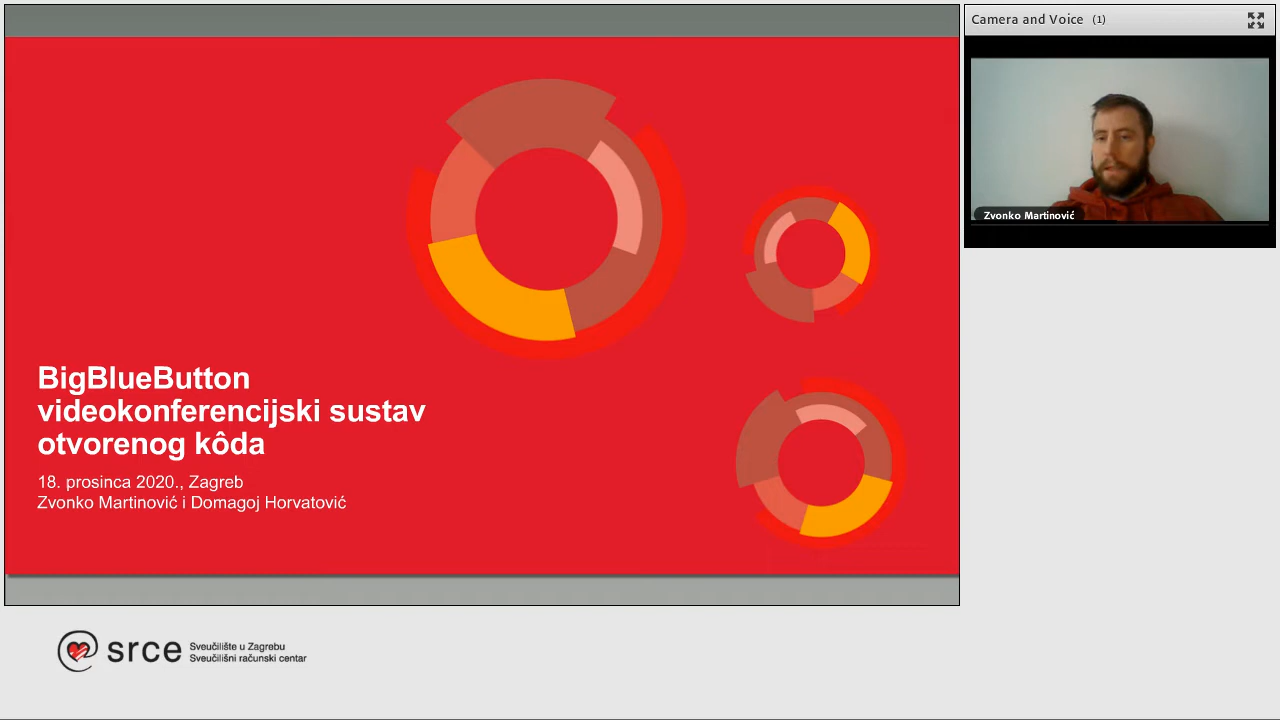 Camera and Voice (1)
Zvonko Martinović
BigBlueButton
videokonferencijski sustav
otvorenog kôda
18. prosinca 2020., Zagreb
Zvonko Martinović i Domagoj Horvatović
srce
Sveučilište u Zagrebu
Sveučilišni računski centar